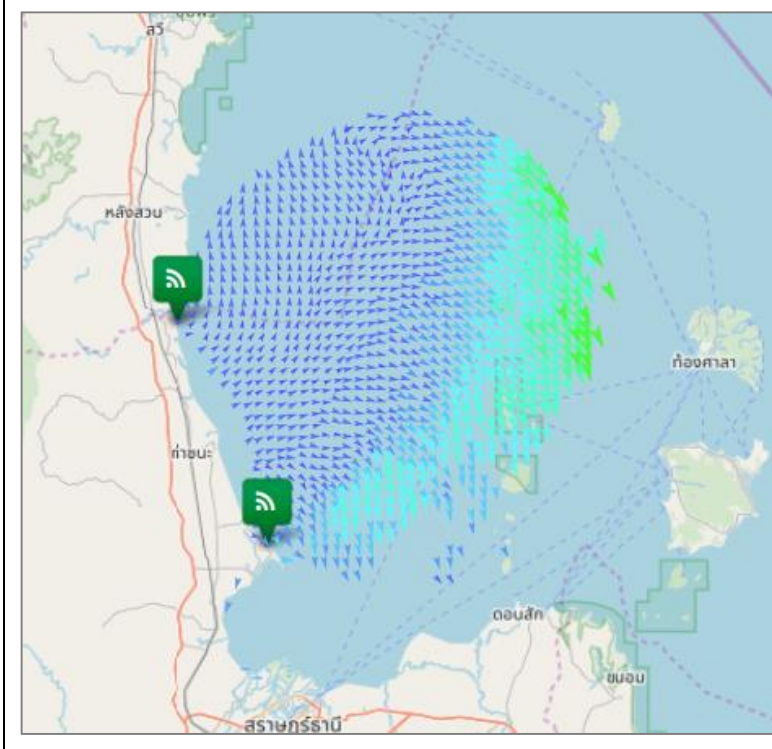 สวี
หลังสวน
ท้องศาลา
ท่าชนะ
ดอนสัก
ขนอม
สุราษฎร์ธานี